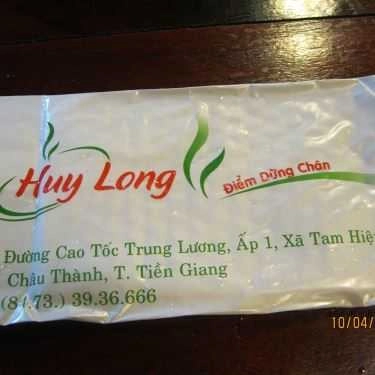 Huy Long
Điểm Dừng Chân
Đường Cao Tốc Trung Lương, Ấp 1, Xã Tam Hiệ
Châu Thành, T. Tiền Giang
(84.73.) 39.36.666
10/04/